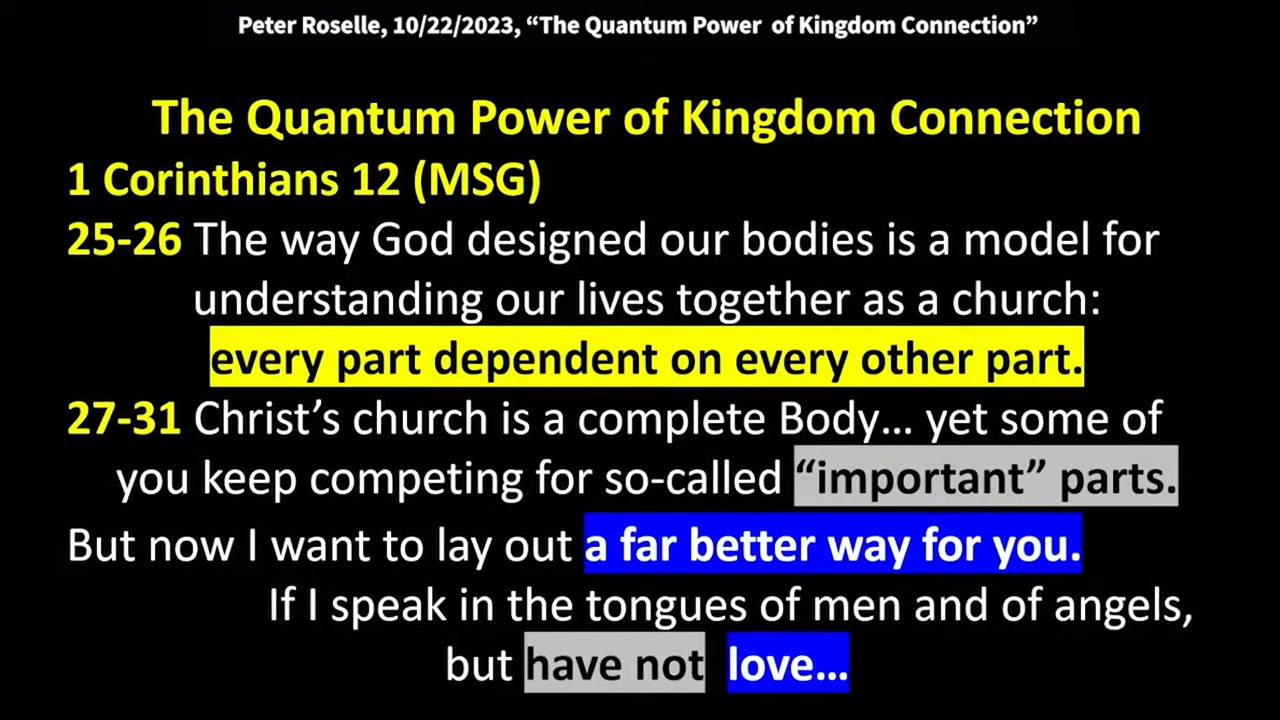 Peter Roselle, 10/22/2023, “The Quantum Power of Kingdom Connection”
The Quantum Power of Kingdom Connection
1 Corinthians 12 (MSG)
25-26 The way God designed our bodies is a model for
understanding our lives together as a church:
every part dependent on every other part.
27-31 Christ’s church is a complete Body… yet some of
you keep competing for so-called “important” parts.
But now I want to lay out a far better way for you.
If I speak in the tongues of men and of angels,
but have not love…